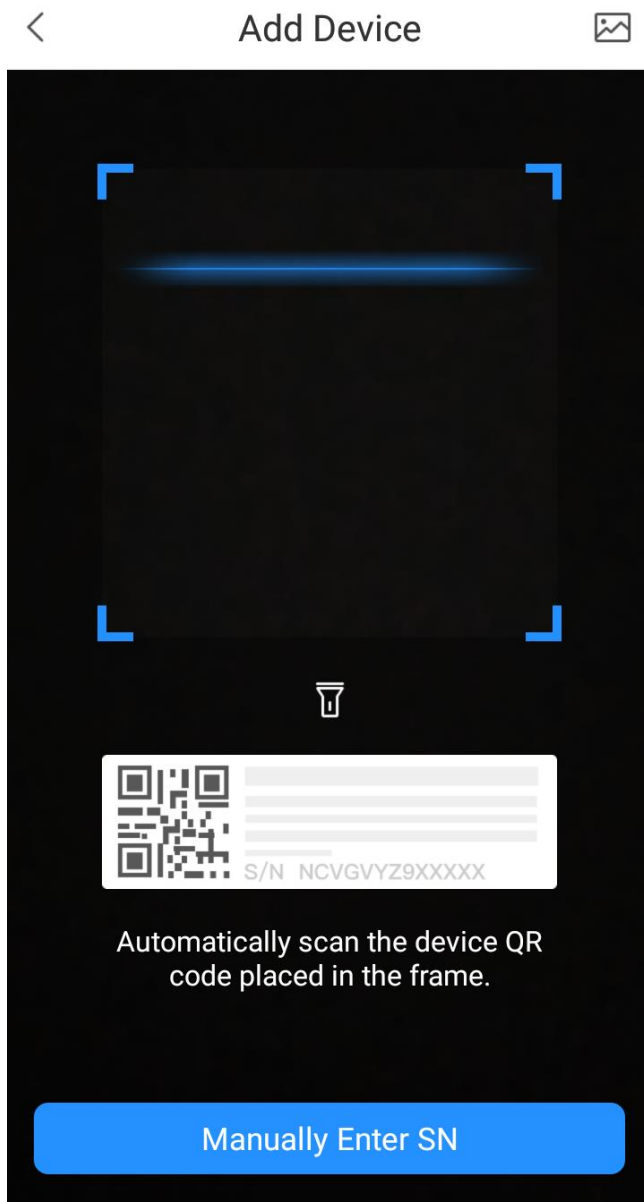 Add Device
S/N NCVGVYZ9XXXXX
Automatically scan the device QR
code placed in the frame.
Manually Enter SN